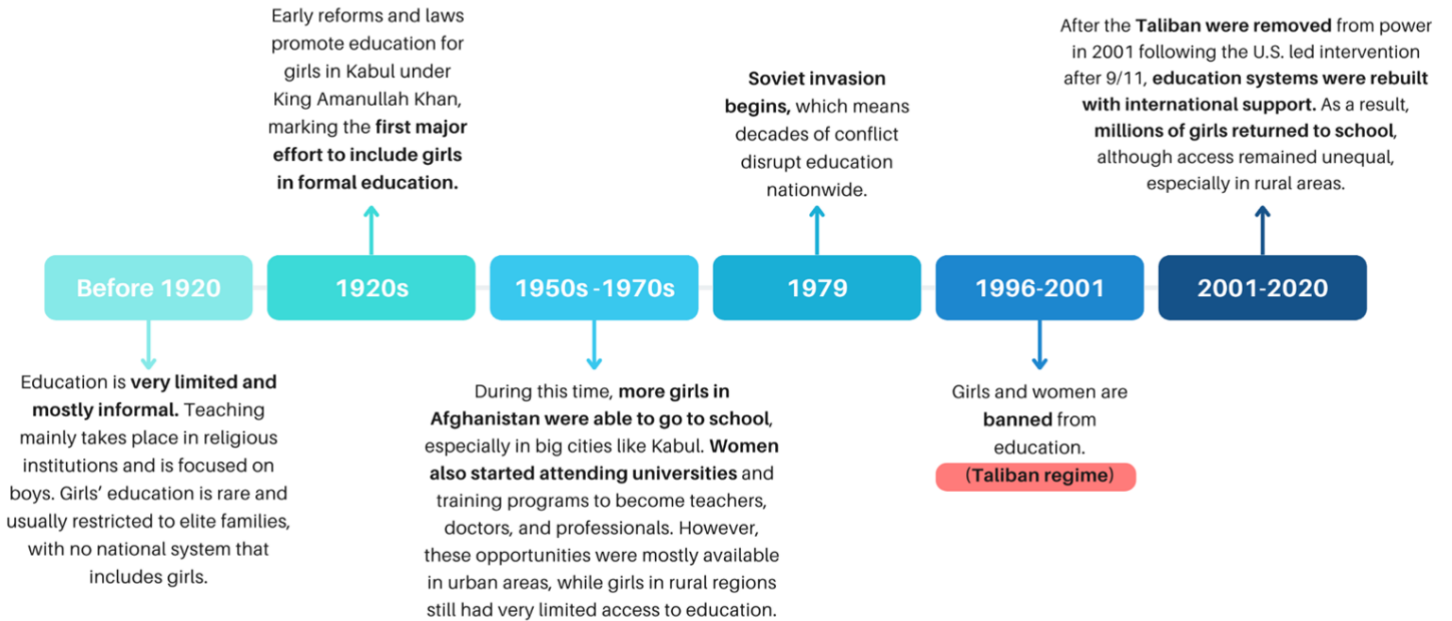 Before 1920
Education is very limited and
mostly informal. Teaching
mainly takes place in religious
institutions and is focused on
boys. Girls’ education is rare and
usually restricted to elite families,
with no national system that
includes girls.
Early reforms and laws
promote education for
girls in Kabul under
King Amanullah Khan,
marking the first major
effort to include girls
in formal education.
1920s
1950s -1970s
During this time, more girls in
Afghanistan were able to go to school,
especially in big cities like Kabul. Women
also started attending universities and
training programs to become teachers,
doctors, and professionals. However,
these opportunities were mostly available
in urban areas, while girls in rural regions
still had very limited access to education.
Soviet invasion
begins, which means
decades of conflict
disrupt education
nationwide.
1979
1996-2001
Girls and women are
banned from
education.
(Taliban regime)
After the Taliban were removed from power
in 2001 following the U.S. led intervention
after 9/11, education systems were rebuilt
with international support. As a result,
millions of girls returned to school,
although access remained unequal,
especially in rural areas.
2001-2020